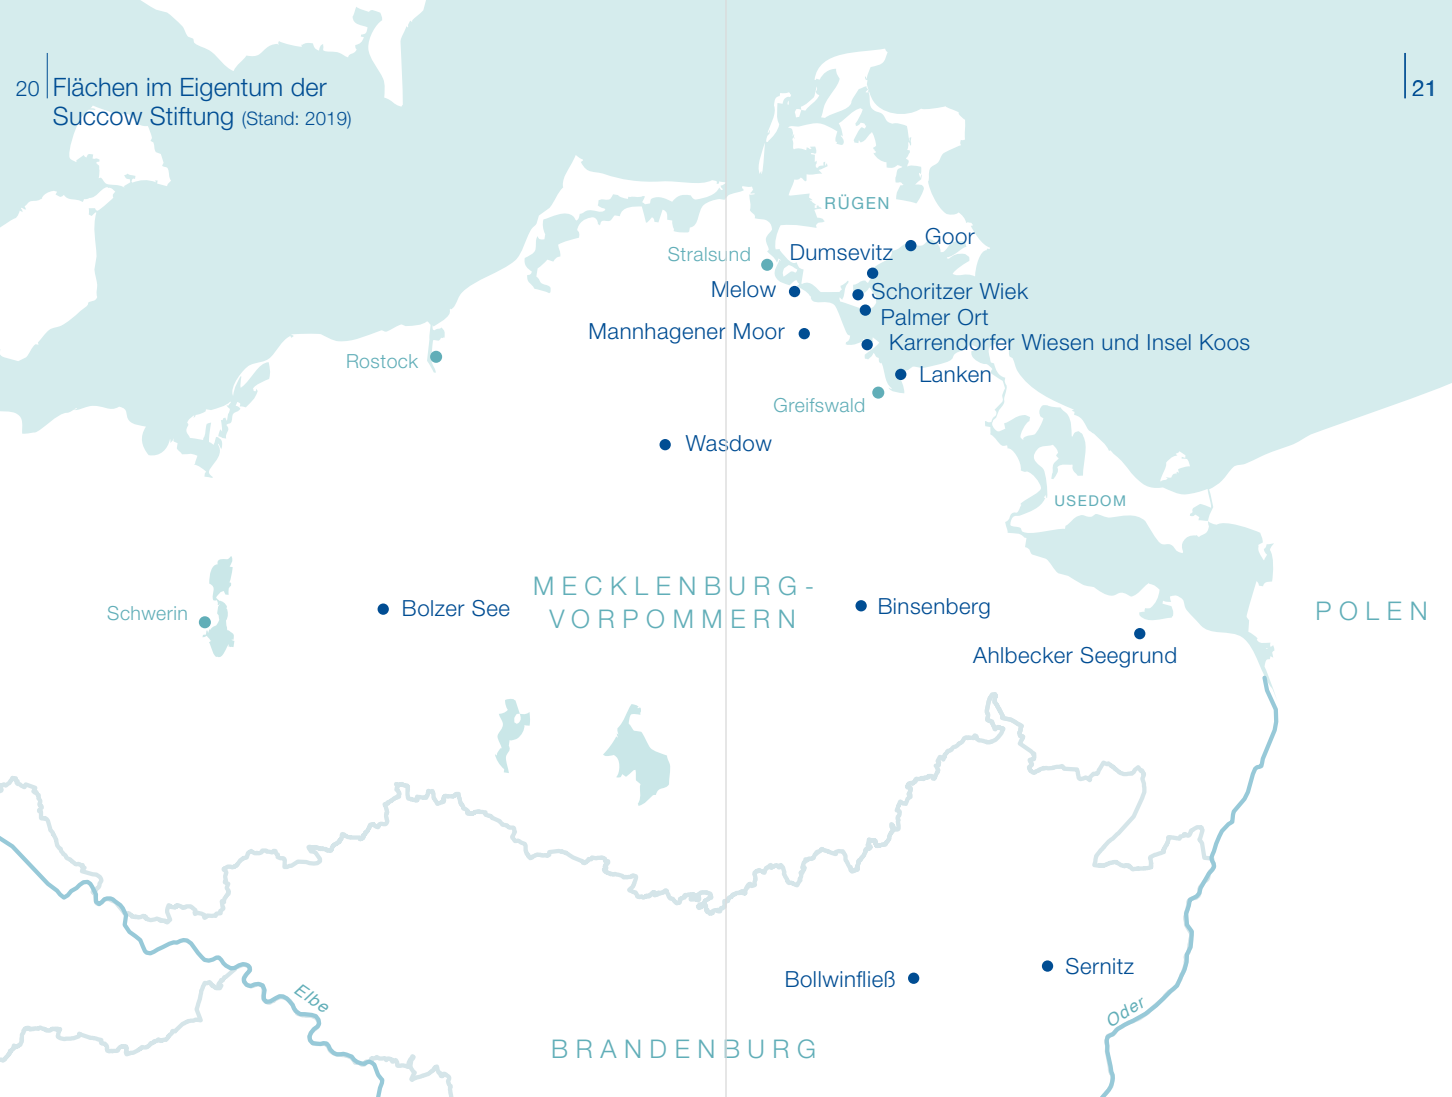 20
Flächen im Eigentum der
Succow Stiftung (Stand: 2019)
21
RÜGEN
Goor
Stralsund
Dumsevitz
Melow
Schoritzer Wiek
Palmer Ort
Mannhagener Moor
Karrendorfer Wiesen und Insel Koos
Rostock
Lanken
Greifswald
Wasdow
USEDOM
MECKLENBURG-
VORPOMMERN
Schwerin
Bolzer See
Binsenberg
POLEN
Ahlbecker Seegrund
Bollwinfließ
Sernitz
Elbe
Oder
BRANDENBURG